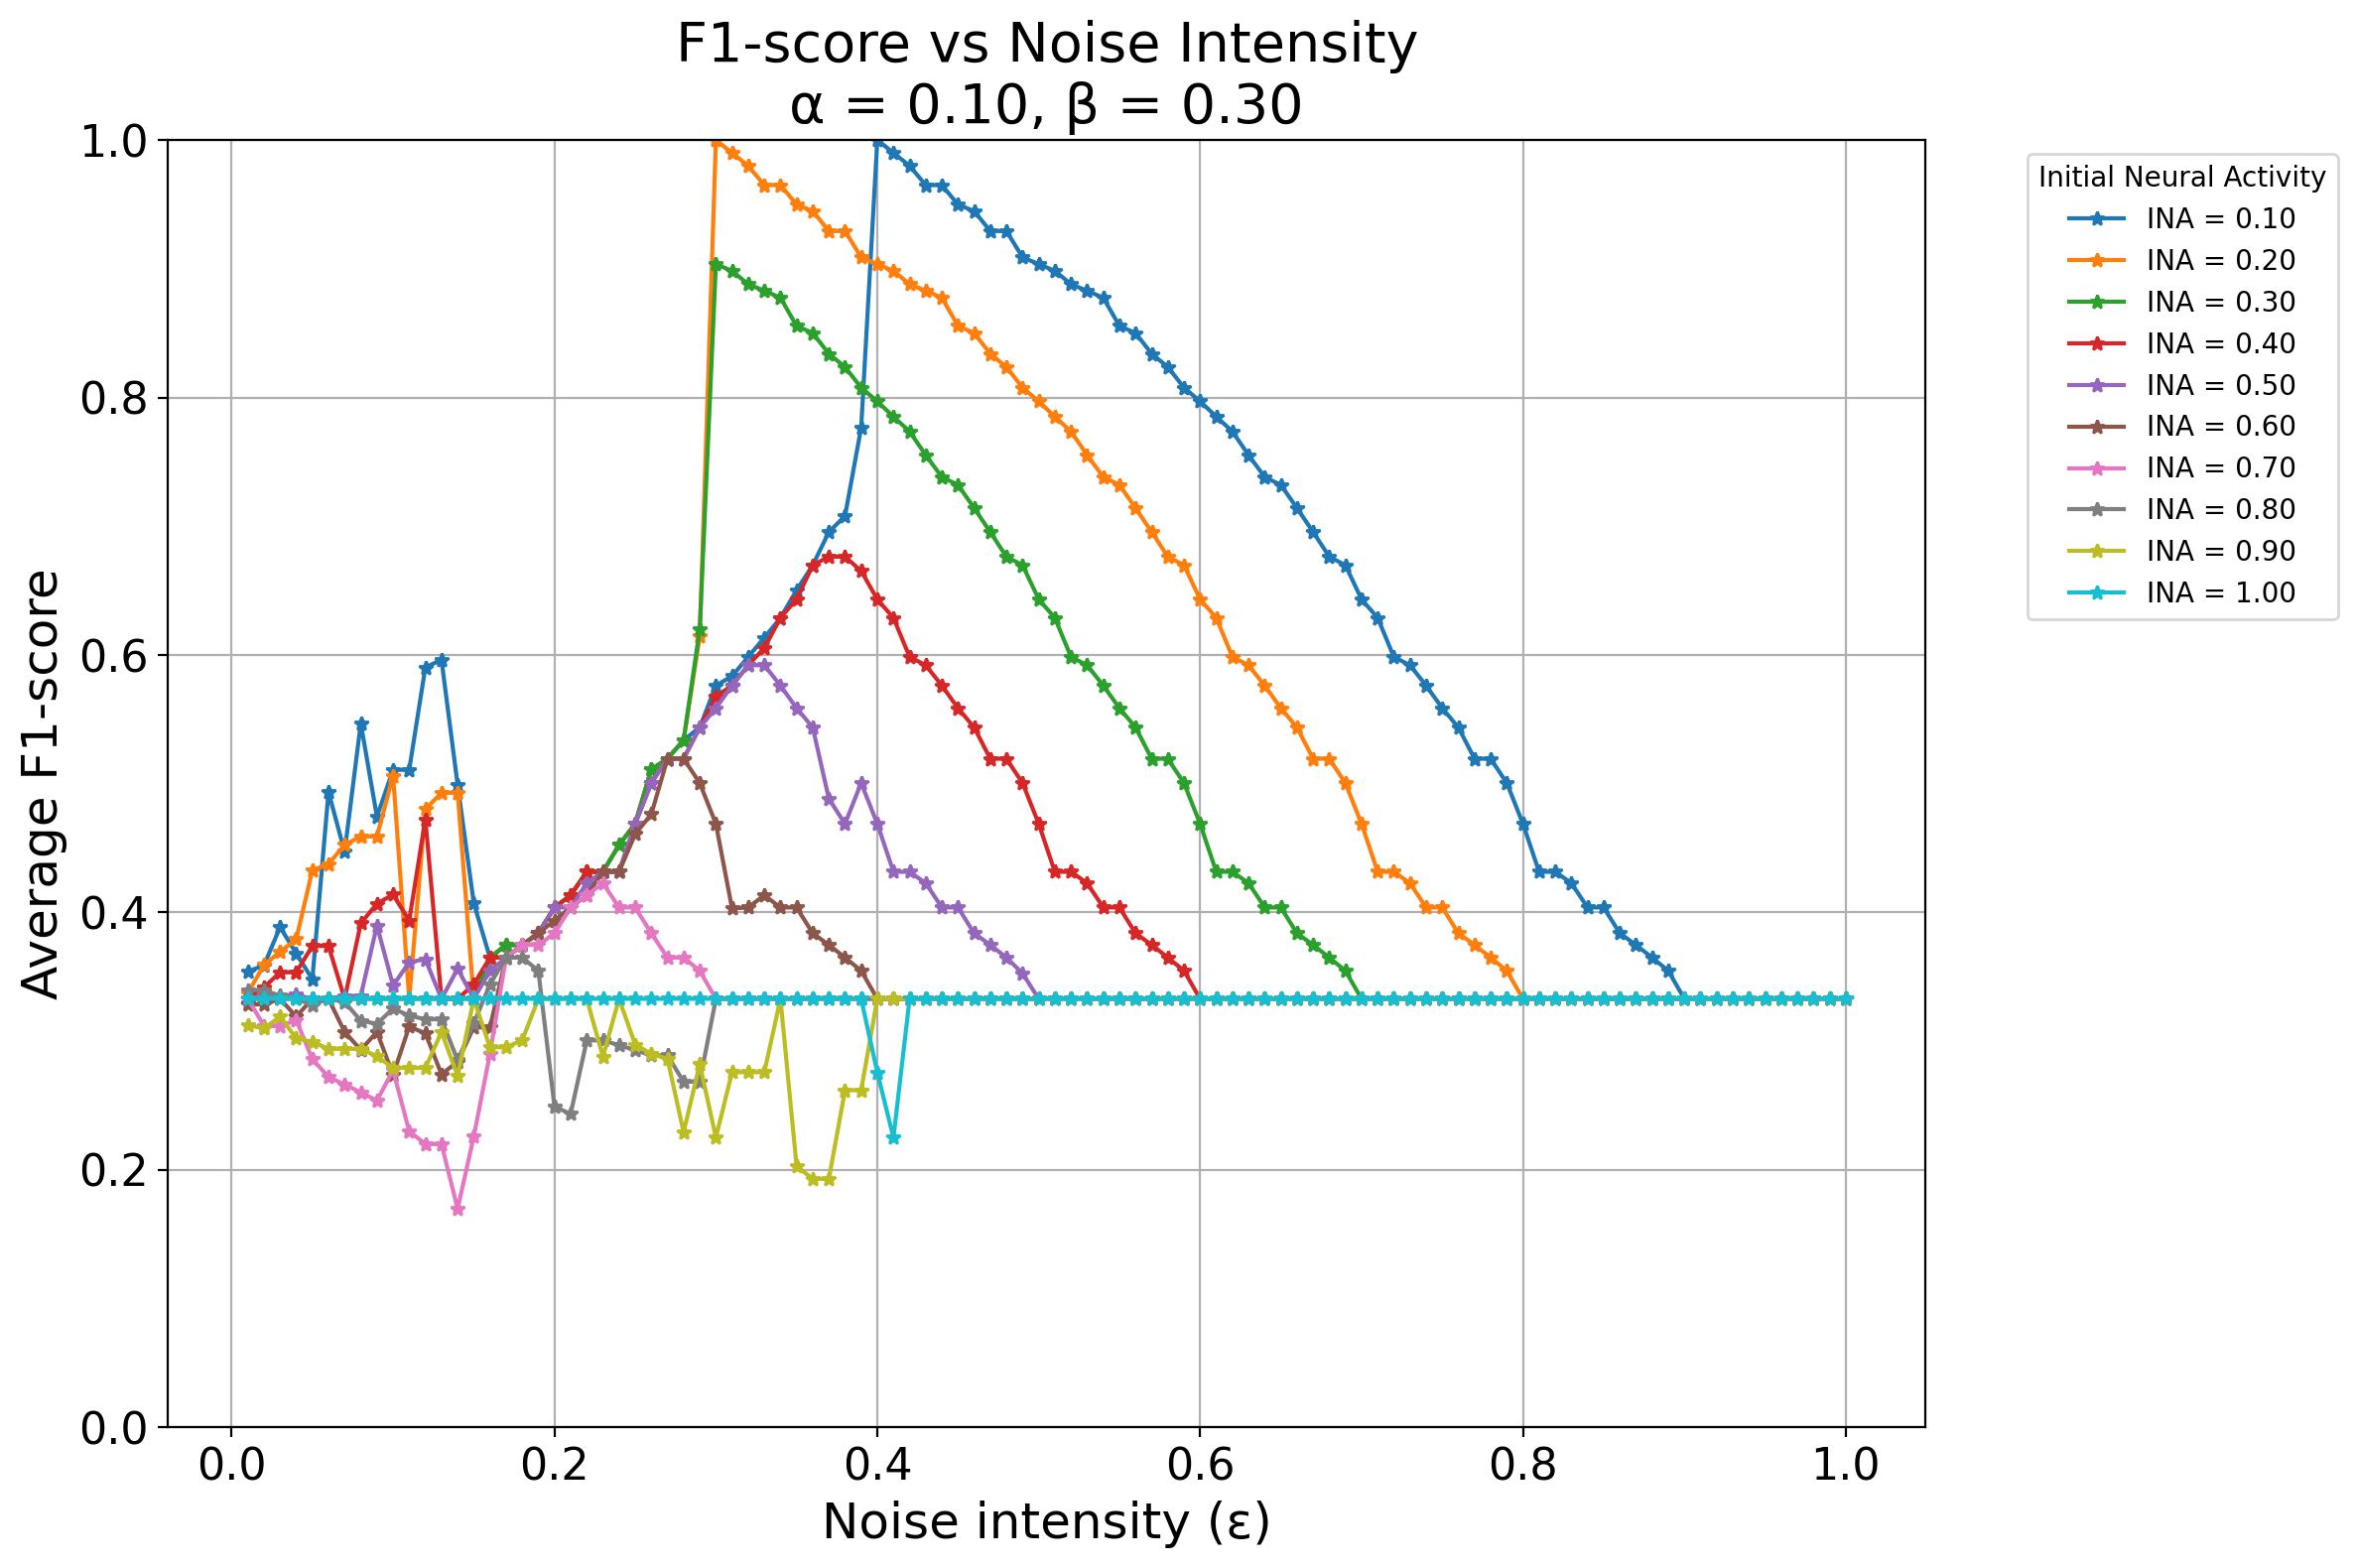 F1-score vs Noise Intensity
α = 0.10, β = 0.30
Average F1-score
1.0
0.8
0.6
0.4
0.2
0.0
0.0 0.2 0.4 0.6 0.8 1.0
Noise intensity (ε)
Initial Neural Activity
INA = 0.10
INA = 0.20
INA = 0.30
INA = 0.40
INA = 0.50
INA = 0.60
INA = 0.70
INA = 0.80
INA = 0.90
INA = 1.00